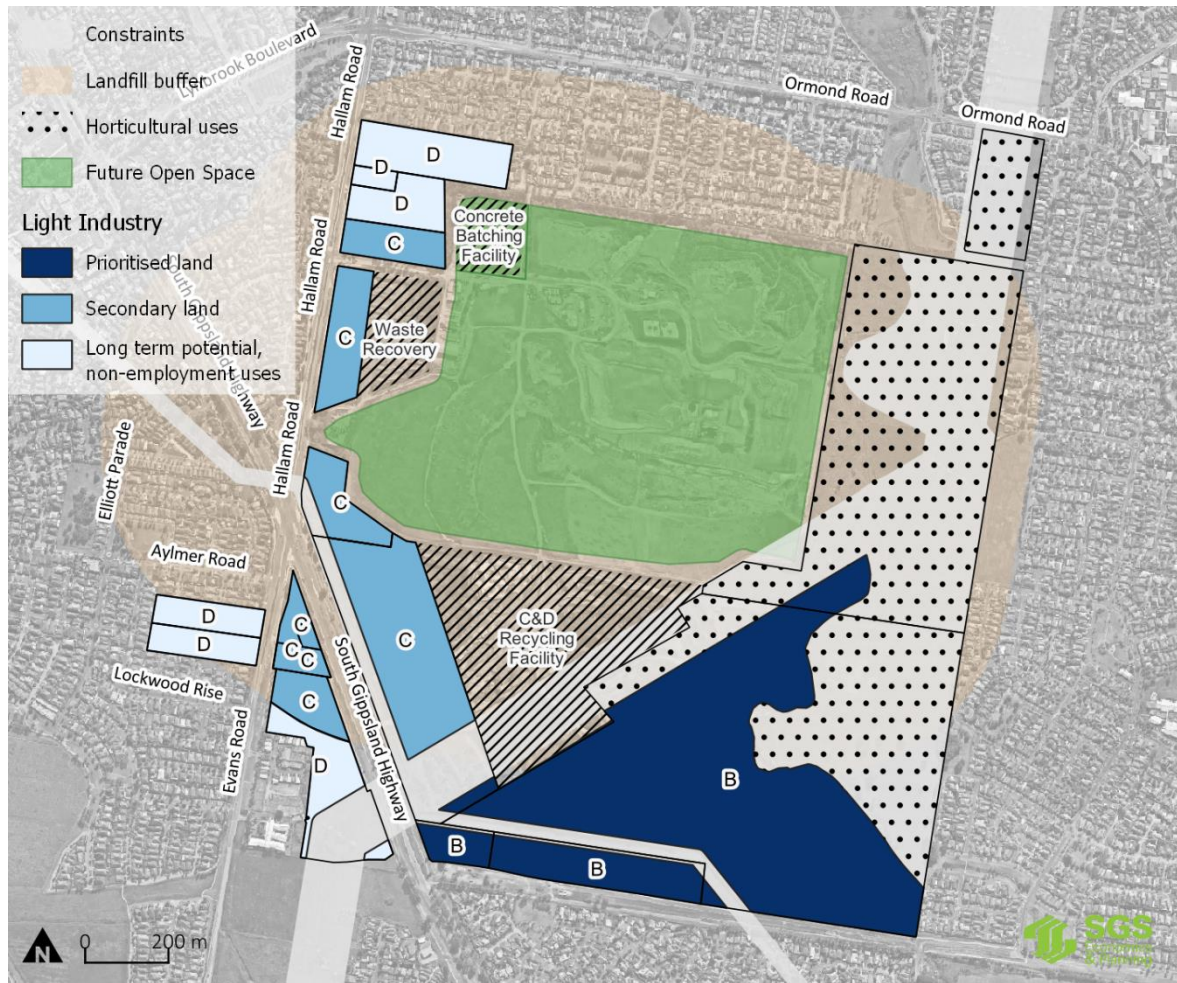 Constraints
Landfill buffer
Horticultural uses
Future Open Space
Light Industry
Prioritised land
Secondary land
Long term potential,
non-employment uses
Lynbrook Boulevard
Hallam Road
Ormond Road
Ormond Road
D
D
D
C
Concrete
Batching
Facility
Hallam Road
South Gippsland Highway
C
Waste
Recovery
Hallam Road
Elliott Parade
C
Aylmer Road
D
D
C
C
C
C
C
C&D
Recycling
Facility
Lockwood Rise
Evans Road
D
South Gippsland Highway
B
B
B
N
0
200 m
SGS
Economics
& Planning